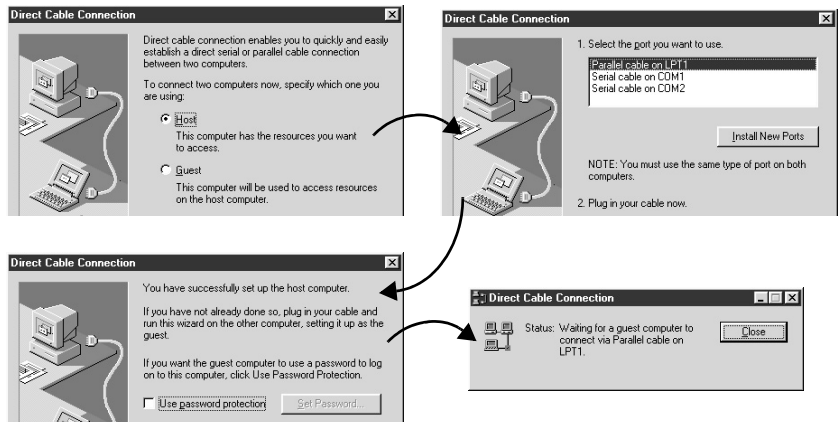 Direct Cable Connection
Direct cable connection enables you to quickly and easily
establish a direct serial or parallel cable connection
between two computers.
To connect two computers now, specify which one you
are using:
Host
This computer has the resources you want
to access.
Guest
This computer will be used to access resources
on the host computer.
Direct Cable Connection
1. Select the port you want to use.
Parallel cable on LPT1
Serial cable on COM1
Serial cable on COM2
Install New Ports
NOTE: You must use the same type of port on both
computers.
2. Plug in your cable now.
Direct Cable Connection
You have successfully set up the host computer.
If you have not already done so, plug in your cable and
run this wizard on the other computer, setting it up as the
guest.
If you want the guest computer to use a password to log
on to this computer, click Use Password Protection.
Use password protection
Set Password...
Direct Cable Connection
Status: Waiting for a guest computer to
connect via Parallel cable on
LPT1.
Close